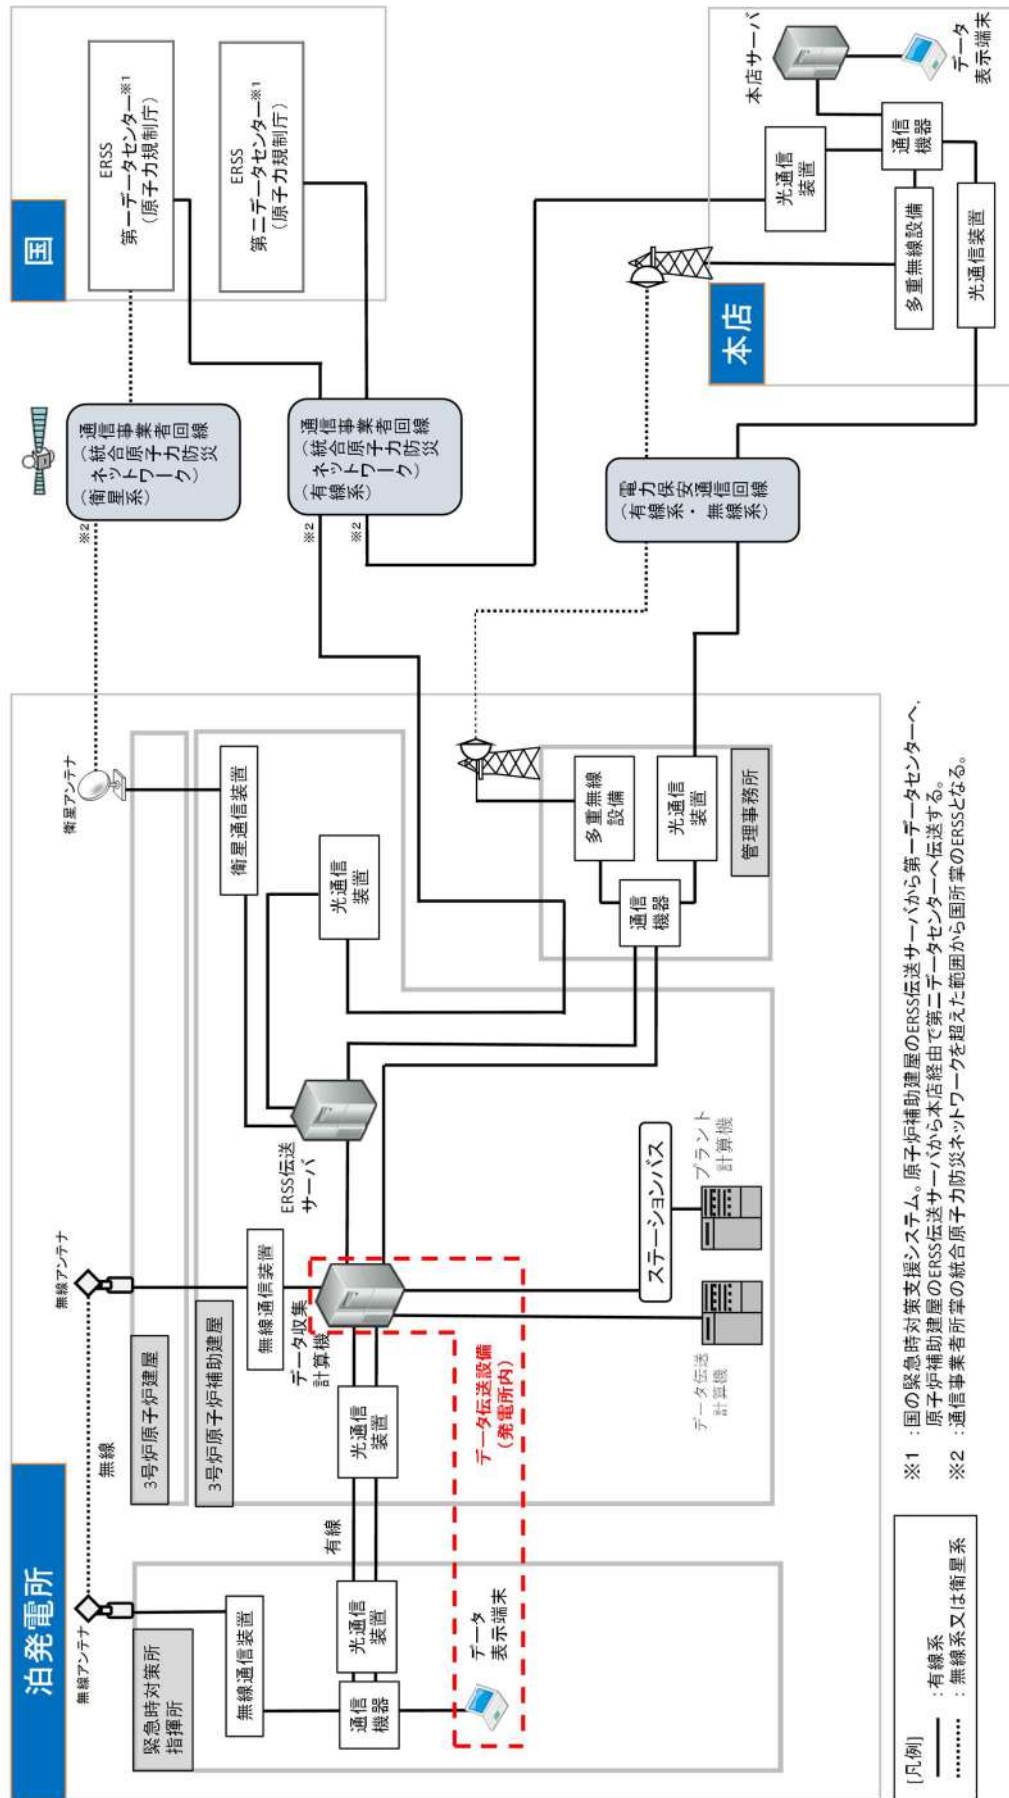 泊発電所
緊急時対策所
指揮所
無線アンテナ
無線通信装置
通信
機器
光通信
装置
データ
表示端末
無線
有線
3号炉原子炉建屋
3号炉原子炉補助建屋
無線アンテナ
無線通信装置
データ収集
計算機
光通信
装置
データ伝送設備
(発電所内)
データ伝送
計算機
プラント
計算機
ステーションバス
ERSS伝送
サーバ
衛星アンテナ
衛星通信装置
光通信
装置
通信
機器
多重無線
設備
光通信
装置
管理事務所
※2
通信事業者回線
(統合原子力防災
ネットワーク)
(衛星系)
※2
※2
通信事業者回線
(統合原子力防災
ネットワーク)
(有線系)
電力保安通信回線
(有線系・無線系)
国
ERSS
第一データセンター※1
(原子力規制庁)
ERSS
第二データセンター※1
(原子力規制庁)
本店
光通信
装置
多重無線設備
光通信装置
通信
機器
本店サーバ
データ
表示端末
[凡例]
:有線系
:無線系又は衛星系
※1 :国の緊急時対策支援システム。原子炉補助建屋のERSS伝送サーバから第一データセンターへ、
原子炉補助建屋のERSS伝送サーバから本店経由で第二データセンターへ伝送する。
※2 :通信事業者所掌の統合原子力防災ネットワークを超えた範囲から国所掌のERSSとなる。